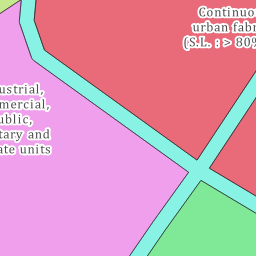 Continuo
urban fabr
(S.L. : > 80%
ustrial,
mercial,
ublic,
tary and
ate units